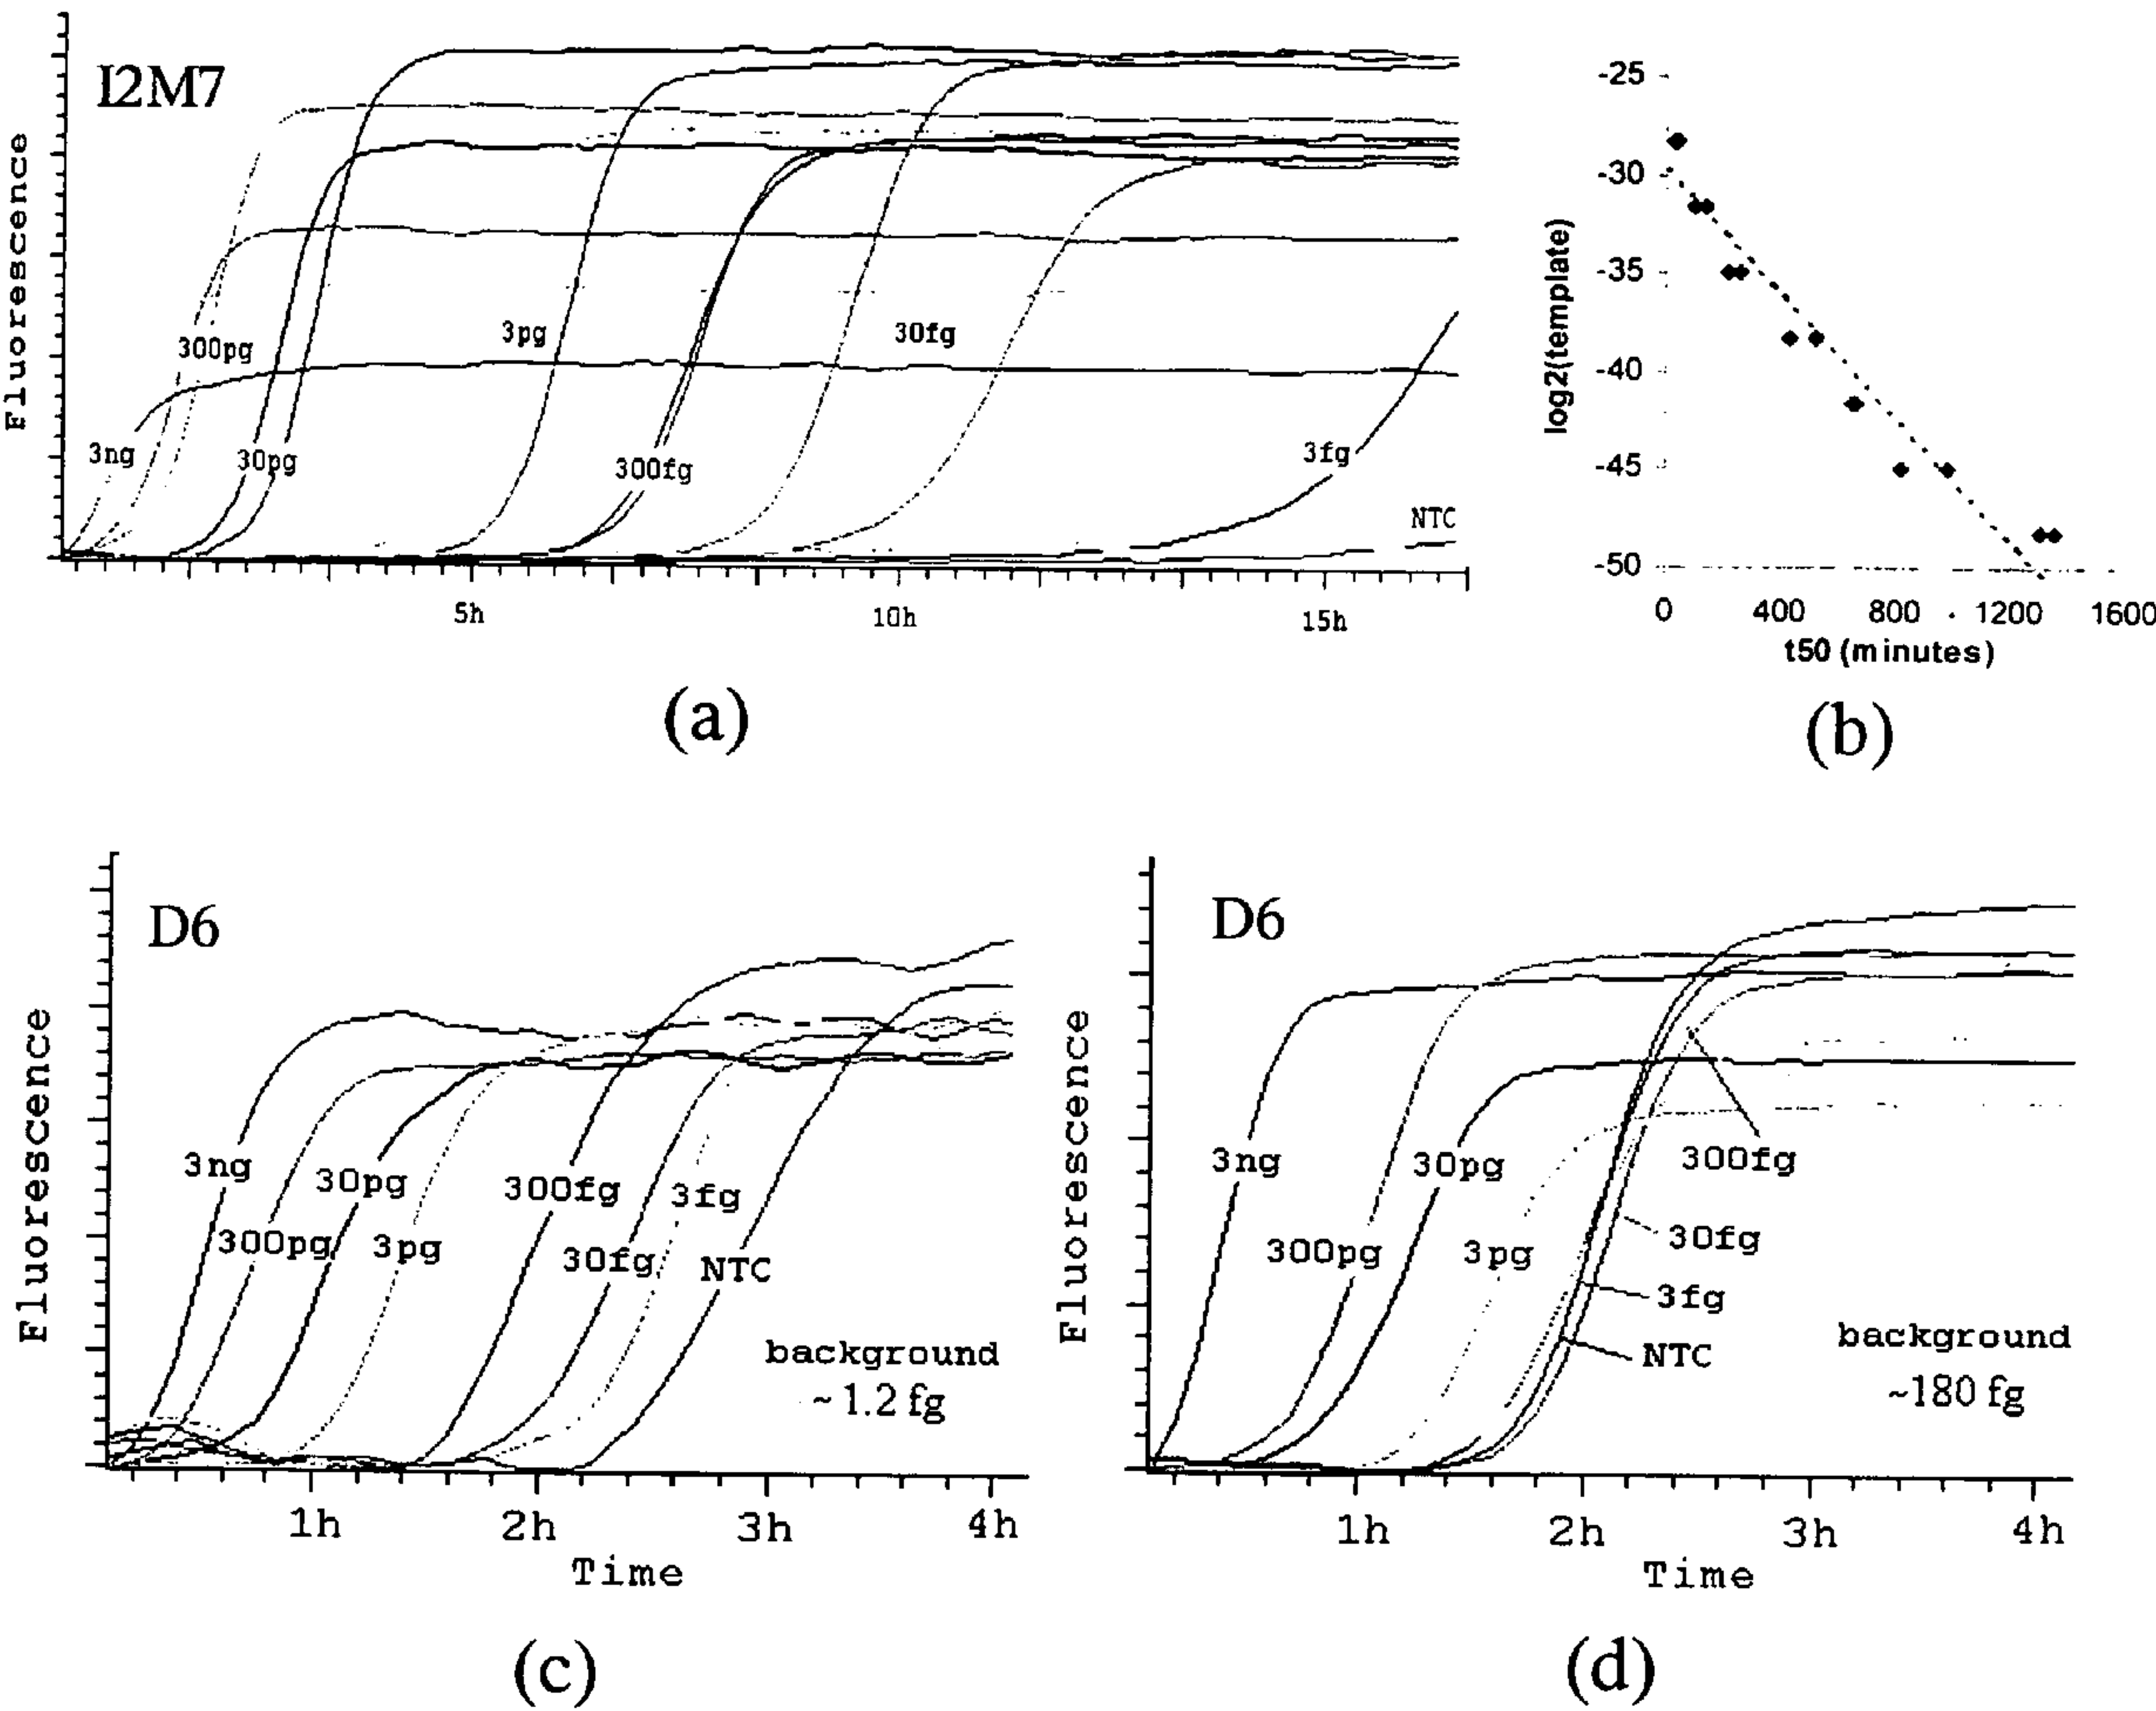 I2M7
Fluorescence
300pg
3pg
30fg
3ng
30pg
300fg
3fg
NTC
5h
10h
15h
(a)
-25
-30
-35
-40
-45
-50
log2(template)
0
400
800
1200
1600
t50 (minutes)
(b)
D6
Fluorescence
3ng
30pg
300fg
3fg
300pg
3pg
30fg
NTC
background
~1.2 fg
1h
2h
3h
4h
Time
(c)
D6
Fluorescence
3ng
30pg
300fg
300pg
3pg
30fg
3fg
NTC
background
~180 fg
1h
2h
3h
4h
Time
(d)